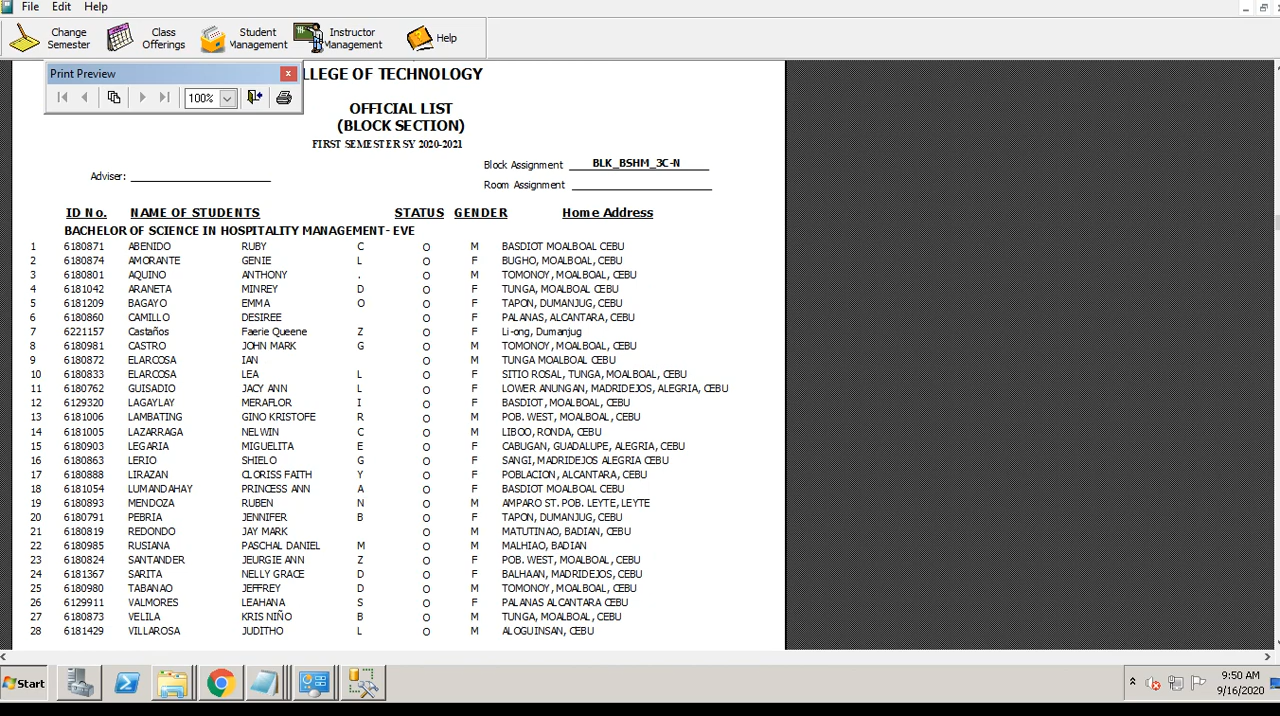 File Edit Help
Change Semester Class Offerings Student Management Instructor Management Help
Print Preview
100%
LLEGE OF TECHNOLOGY
OFFICIAL LIST
(BLOCK SECTION)
FIRST SEMESTER SY 2020-2021
Block Assignment BLK_BSHM_3C-N
Adviser:
Room Assignment
ID No. NAME OF STUDENTS STATUS GENDER Home Address
BACHELOR OF SCIENCE IN HOSPITALITY MANAGEMENT- EVE
1 6180871 ABENIDO RUBY C O M BASDIOT MOALBOAL CEBU
2 6180874 AMORANTE GENIE L O F BUGHO, MOALBOAL, CEBU
3 6180801 AQUINO ANTHONY . O M TOMONOY, MOALBOAL, CEBU
4 6181042 ARANETA MINREY D O F TUNGA, MOALBOAL CEBU
5 6181209 BAGAYO EMMA O O F TAPON, DUMANJUG, CEBU
6 6180860 CAMILLO DESIREE O F PALANAS, ALCANTARA, CEBU
7 6221157 Castaños Faerie Queene Z O F Li-ong, Dumanjug
8 6180981 CASTRO JOHN MARK G O M TOMONOY, MOALBOAL, CEBU
9 6180872 ELARCOSA IAN O M TUNGA MOALBOAL CEBU
10 6180833 ELARCOSA LEA L O F SITIO ROSAL, TUNGA, MOALBOAL, CEBU
11 6180762 GUISADIO JACY ANN L O F LOWER ANUNGAN, MADRIDEJOS, ALEGRIA, CEBU
12 6129320 LAGAYLAY MERAFLOR I O F BASDIOT, MOALBOAL, CEBU
13 6181006 LAMBATING GINO KRISTOFE R O M POB. WEST, MOALBOAL, CEBU
14 6181005 LAZARRAGA NELWIN C O M LIBOO, RONDA, CEBU
15 6180903 LEGARIA MIGUELITA E O F CABUGAN, GUADALUPE, ALEGRIA, CEBU
16 6180863 LERIO SHIELO G O F SANGI, MADRIDEJOS ALEGRIA CEBU
17 6180888 LIRAZAN CLORISS FAITH Y O F POBLACION, ALCANTARA, CEBU
18 6181054 LUMANDAHAY PRINCESS ANN A O F BASDIOT MOALBOAL CEBU
19 6180893 MENDOZA RUBEN N O M AMPARO ST. POB. LEYTE, LEYTE
20 6180791 PEBRIA JENNIFER B O F TAPON, DUMANJUG, CEBU
21 6180819 REDONDO JAY MARK O M MATUTINAO, BADIAN, CEBU
22 6180985 RUSIANA PASCHAL DANIEL M O M MALHIAO, BADIAN
23 6180824 SANTANDER JEURGIE ANN Z O F POB. WEST, MOALBOAL, CEBU
24 6181367 SARITA NELLY GRACE D O F BALHAAN, MADRIDEJOS, CEBU
25 6180980 TABANAO JEFFREY D O M TOMONOY, MOALBOAL, CEBU
26 6129911 VALMORES LEAHANA S O F PALANAS ALCANTARA CEBU
27 6180873 VELILA KRIS NIÑO B O M TUNGA, MOALBOAL, CEBU
28 6181429 VILLAROSA JUDITHO L O M ALOGUINSAN, CEBU
Start
9:50 AM
9/16/2020